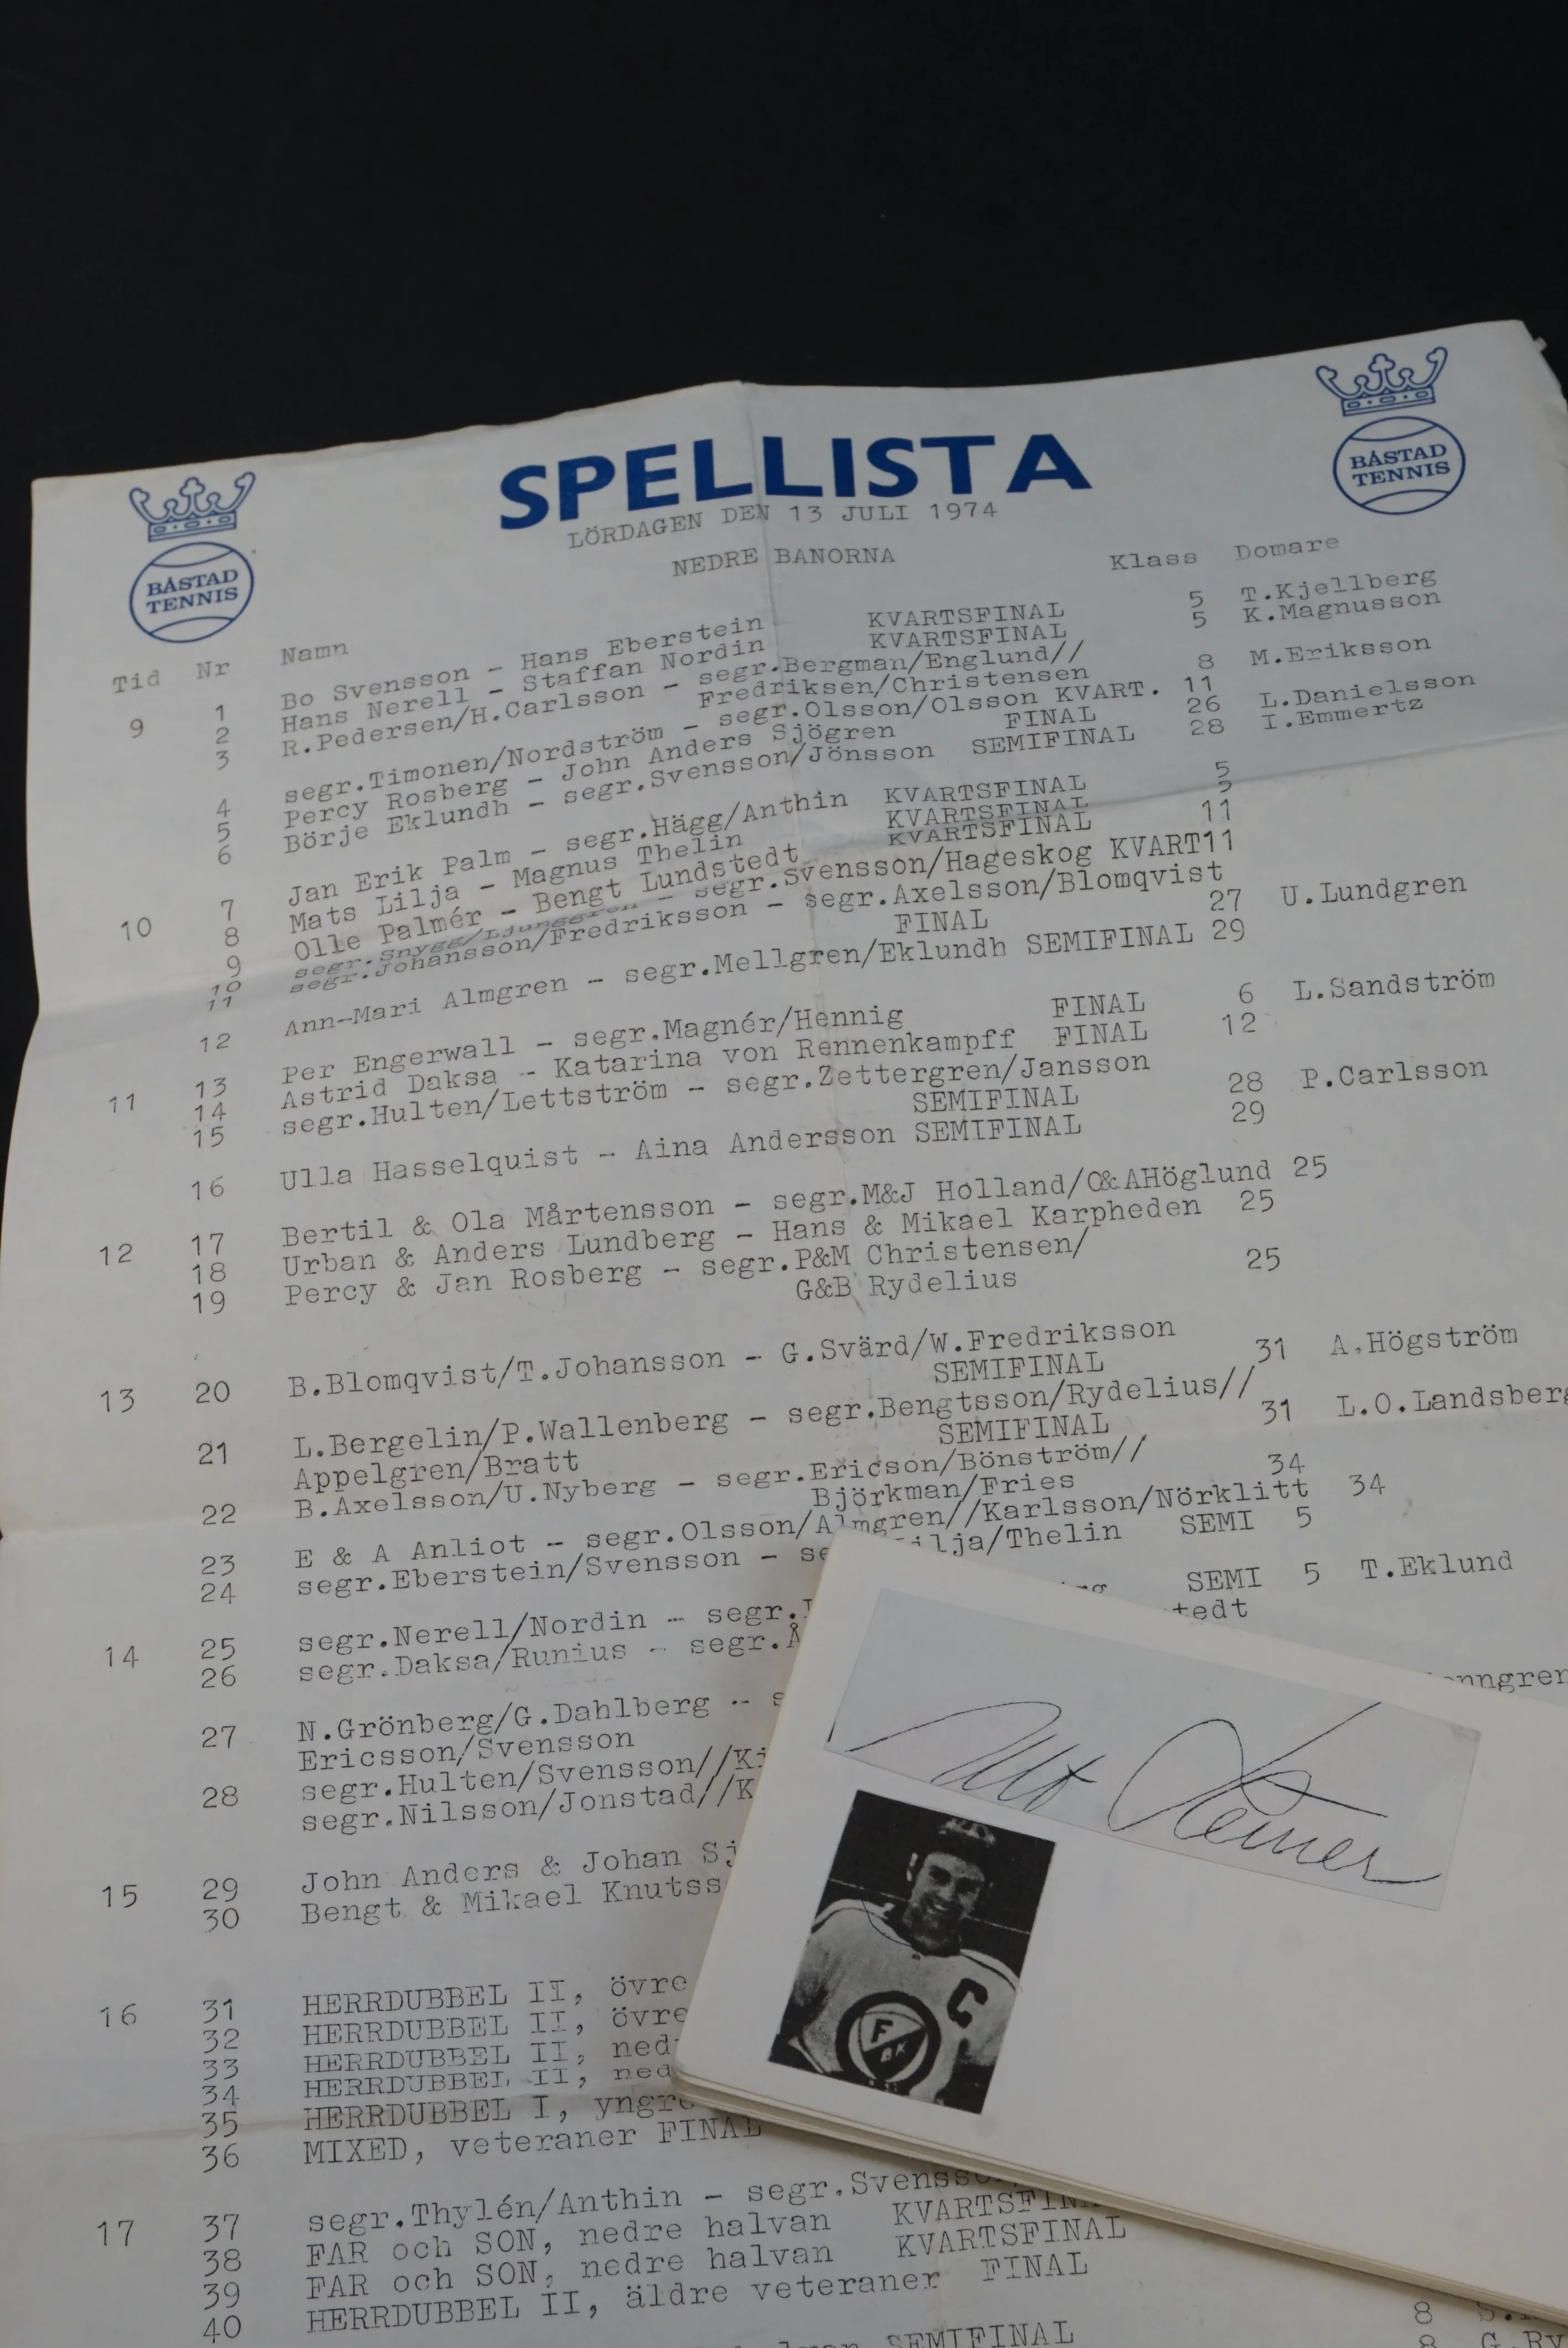 SPELLISTA
BÅSTAD TENNIS
BÅSTAD TENNIS
LÖRDAGEN DEN 13 JULI 1974
NEDRE BANORNA
Tid Nr Namn Klass Domare
9 1 Bo Svensson - Hans Eberstein KVARTSFINAL 5 T.Kjellberg
2 Hans Nerell - Staffan Nordin KVARTSFINAL 5 K.Magnusson
3 R.Pedersen/H.Carlsson - segr.Bergman/Englund//
Fredriksen/Christensen 8 M.Eriksson
4 segr.Timonen/Nordström - segr.Olsson/Olsson KVART. 11
5 Percy Rosberg - John Anders Sjögren FINAL 26 L.Danielsson
6 Börje Eklundh - segr.Svensson/Jönsson SEMIFINAL 28 I.Emmertz
10 7 Jan Erik Palm - segr.Hägg/Anthin KVARTSFINAL 5
8 Mats Lilja - Magnus Thelin KVARTSFINAL 5
9 Olle Palmér - Bengt Lundstedt KVARTSFINAL 11
10 segr.Snygg/Ljunggren - segr.Svensson/Hageskog KVART11
11 segr.Johansson/Fredriksson - segr.Axelsson/Blomqvist
FINAL 27 U.Lundgren
12 Ann-Mari Almgren - segr.Mellgren/Eklundh SEMIFINAL 29
11 13 Per Engerwall - segr.Magnér/Hennig FINAL 6 L.Sandström
14 Astrid Daksa - Katarina von Rennenkampff FINAL 12
15 segr.Hulten/Lettström - segr.Zettergren/Jansson
SEMIFINAL 28 P.Carlsson
16 Ulla Hasselquist - Aina Andersson SEMIFINAL 29
12 17 Bertil & Ola Mårtensson - segr.M&J Holland/O&AHöglund 25
18 Urban & Anders Lundberg - Hans & Mikael Karpheden 25
19 Percy & Jan Rosberg - segr.P&M Christensen/
G&B Rydelius 25
13 20 B.Blomqvist/T.Johansson - G.Svärd/W.Fredriksson
SEMIFINAL 31 A.Högström
21 L.Bergelin/P.Wallenberg - segr.Bengtsson/Rydelius//
Appelgren/Bratt SEMIFINAL 31 L.O.Landsberg
22 B.Axelsson/U.Nyberg - segr.Ericson/Bönström//
Björkman/Fries 34
23 E & A Anliot - segr.Olsson/Almgren//Karlsson/Nörklitt 34
24 segr.Eberstein/Svensson - Lilja/Thelin SEMI 5
14 25 segr.Nerell/Nordin - segr. SEMI 5 T.Eklund
26 segr.Daksa/Runius - segr.
27 N.Grönberg/G.Dahlberg -
Ericsson/Svensson
28 segr.Hulten/Svensson//
segr.Nilsson/Jonstad//
15 29 John Anders & Johan
30 Bengt & Mikael
16 31 HERRDUBBEL II, övre
32 HERRDUBBEL II, övre
33 HERRDUBBEL II,
34 HERRDUBBEL II,
35 HERRDUBBEL I,
36 MIXED, veteraner FINAL
17 37 segr.Thylén/Anthin -
38 FAR och SON, nedre halvan KVARTSFINAL
39 FAR och SON, nedre halvan KVARTSFINAL
40 HERRDUBBEL II, äldre veteraner FINAL
SEMIFINAL 8
8
C
F
BK